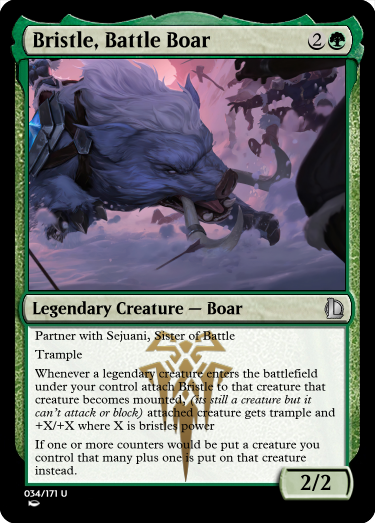 Bristle, Battle Boar 2
Legendary Creature — Boar
Partner with Sejuani, Sister of Battle
Trample
Whenever a legendary creature enters the battlefield
under your control attach Bristle to that creature that
creature becomes mounted, (its still a creature but it
can't attack or block) attached creature gets trample and
+X/+X where X is bristles power
If one or more counters would be put a creature you
control that many plus one is put on that creature
instead.
2/2
034/171 U